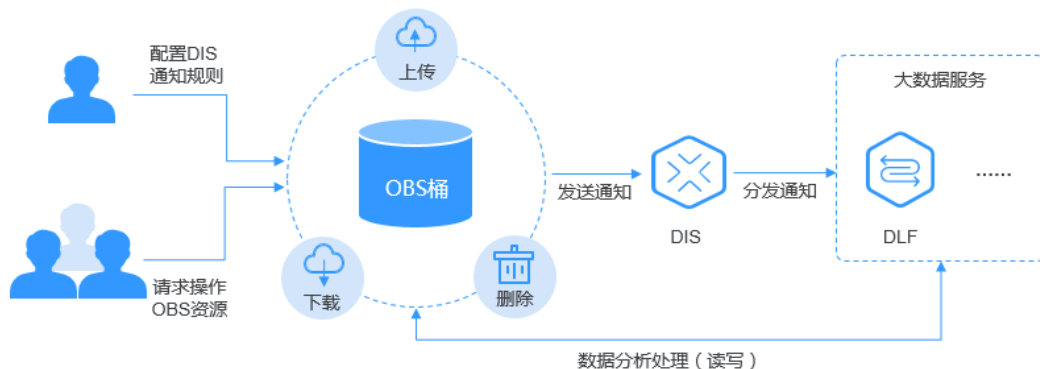 配置DIS
通知规则
上传
大数据服务
OBS桶
发送通知
分发通知
......
DIS
DLF
请求操作
OBS资源
下载
删除
数据分析处理（读写）